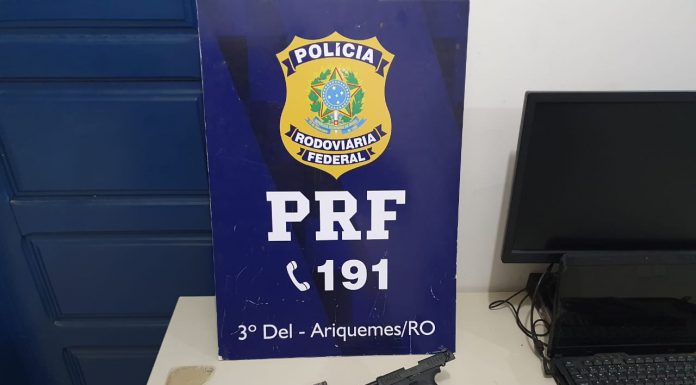 POLÍCIA
RODOVIÁRIA
FEDERAL
PRF
191
3º Del - Ariquemes/RO